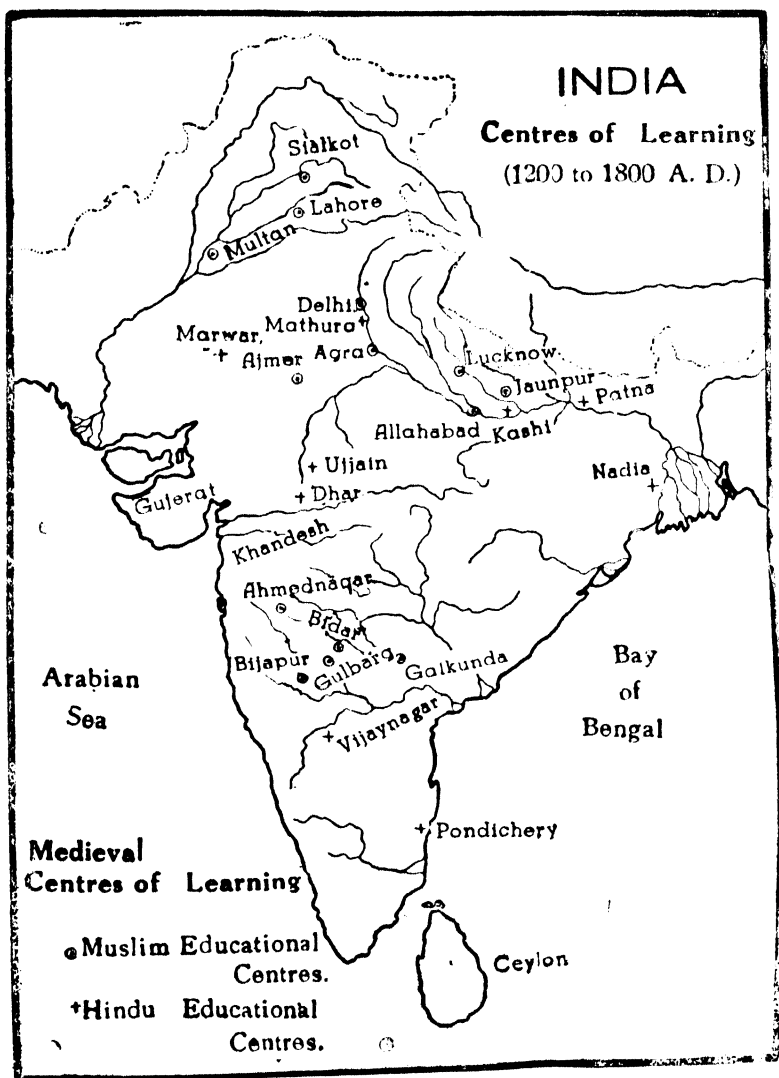 INDIA
Centres of Learning
(1200 to 1800 A. D.)
Sialkot
Lahore
Multan
Delhi
Mathura
Marwar
Ajmer
Agra
Lucknow
Jaunpur
Patna
Allahabad
Kashi
Ujjain
Nadia
Dhar
Gujerat
Khandesh
Ahmednagar
Bidar
Bijapur
Gulbarg
Galkunda
Arabian
Sea
Bay
of
Bengal
Vijaynagar
Pondichery
Medieval
Centres of Learning
Muslim Educational
Centres.
Ceylon
+Hindu Educational
Centres.